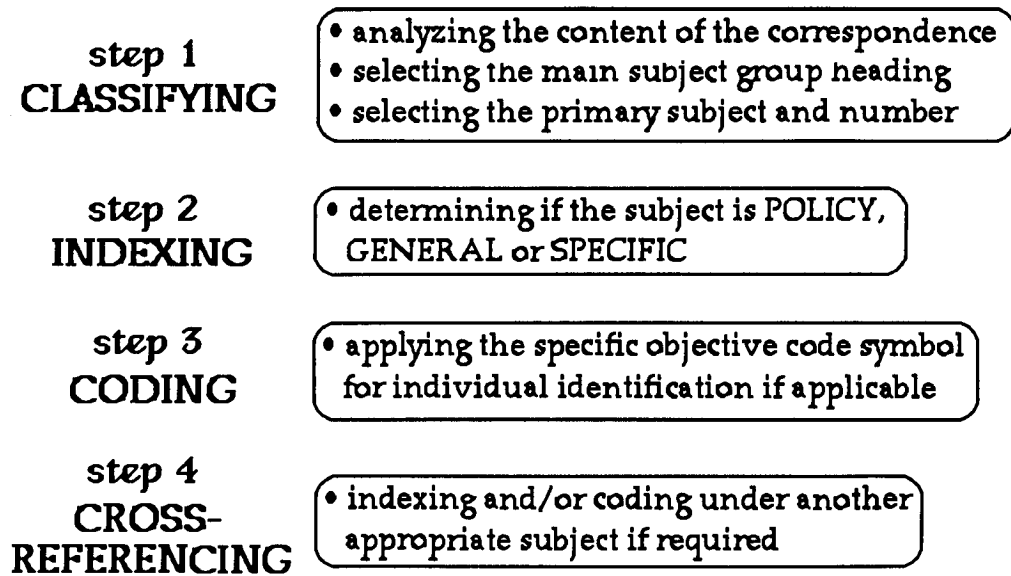 step 1
CLASSIFYING
• analyzing the content of the correspondence
• selecting the main subject group heading
• selecting the primary subject and number
step 2
INDEXING
• determining if the subject is POLICY,
GENERAL or SPECIFIC
step 3
CODING
• applying the specific objective code symbol
for individual identification if applicable
step 4
CROSS-
REFERENCING
• indexing and/or coding under another
appropriate subject if required